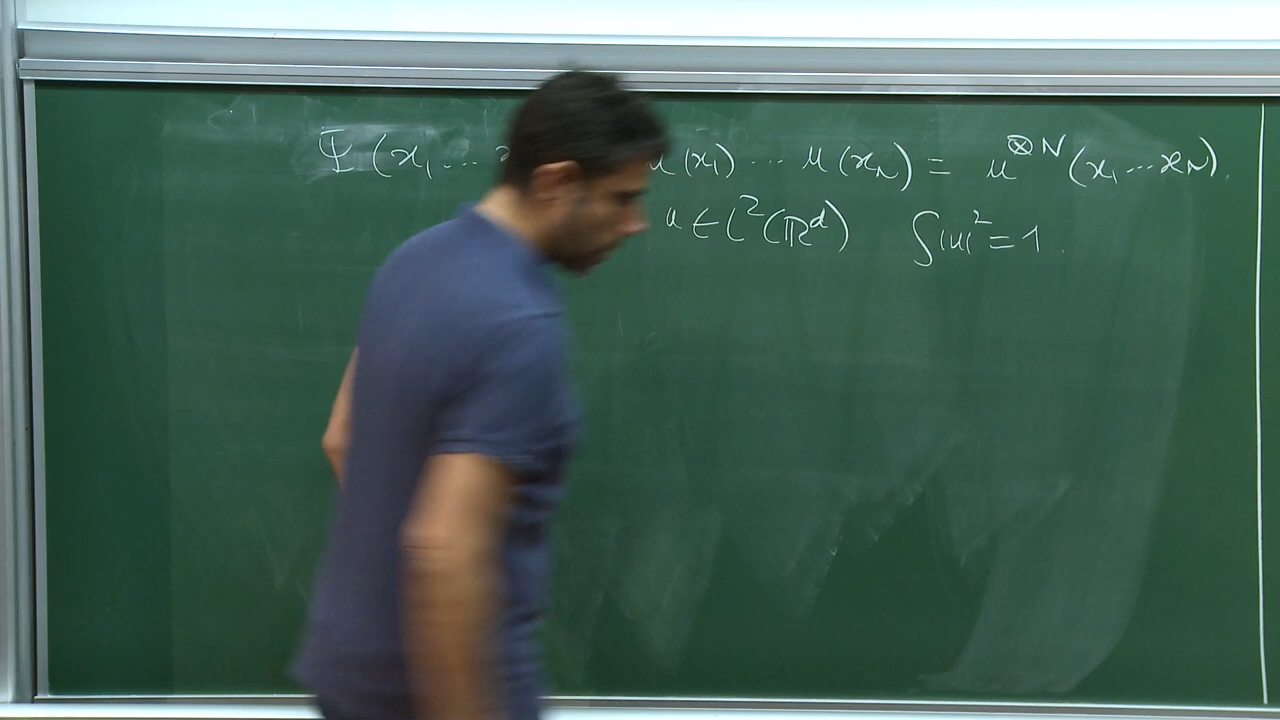 Ψ(x₁ ... u(x₁) ... u(x_N) = u^{⊗N}(x₁...x_N).
u ∈ L²(ℝ^d) ∫|u|² = 1.